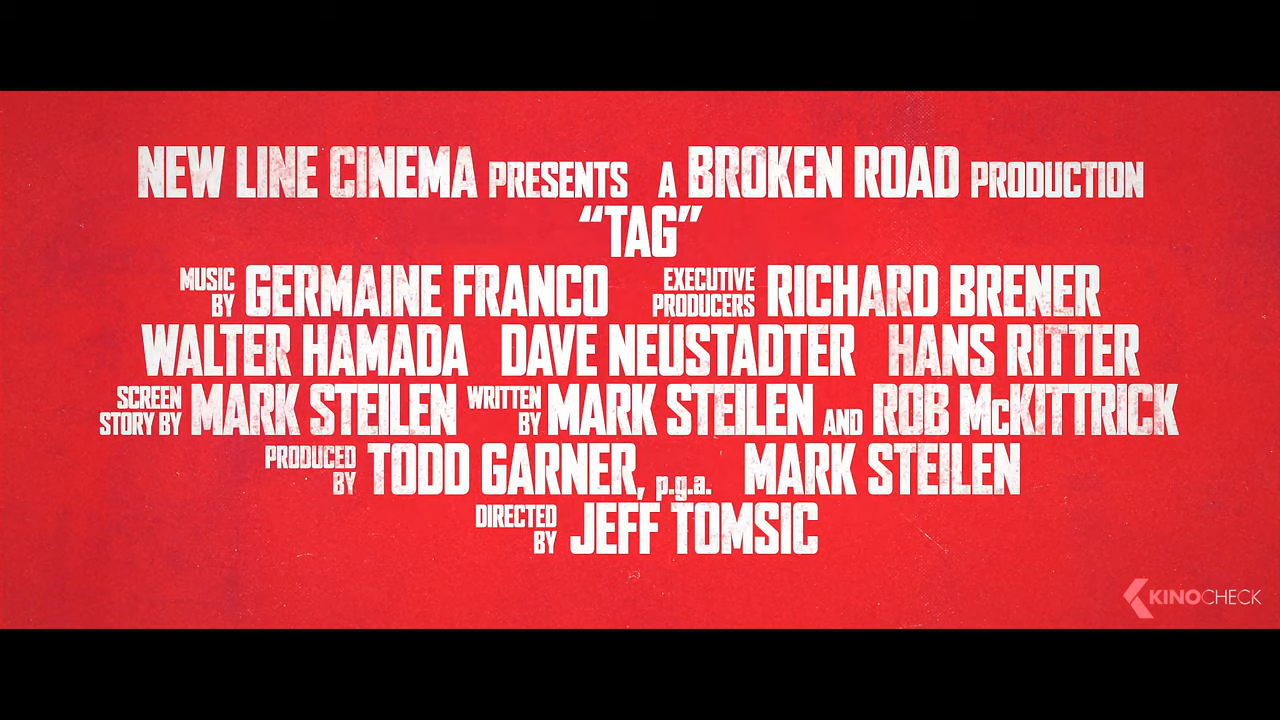 NEW LINE CINEMA PRESENTS A BROKEN ROAD PRODUCTION
“TAG”
MUSIC BY GERMAINE FRANCO EXECUTIVE PRODUCERS RICHARD BRENER
WALTER HAMADA DAVE NEUSTADTER HANS RITTER
SCREEN STORY BY MARK STEILEN WRITTEN BY MARK STEILEN AND ROB McKITTRICK
PRODUCED BY TODD GARNER, p.g.a. MARK STEILEN
DIRECTED BY JEFF TOMSIC
KINOCHECK